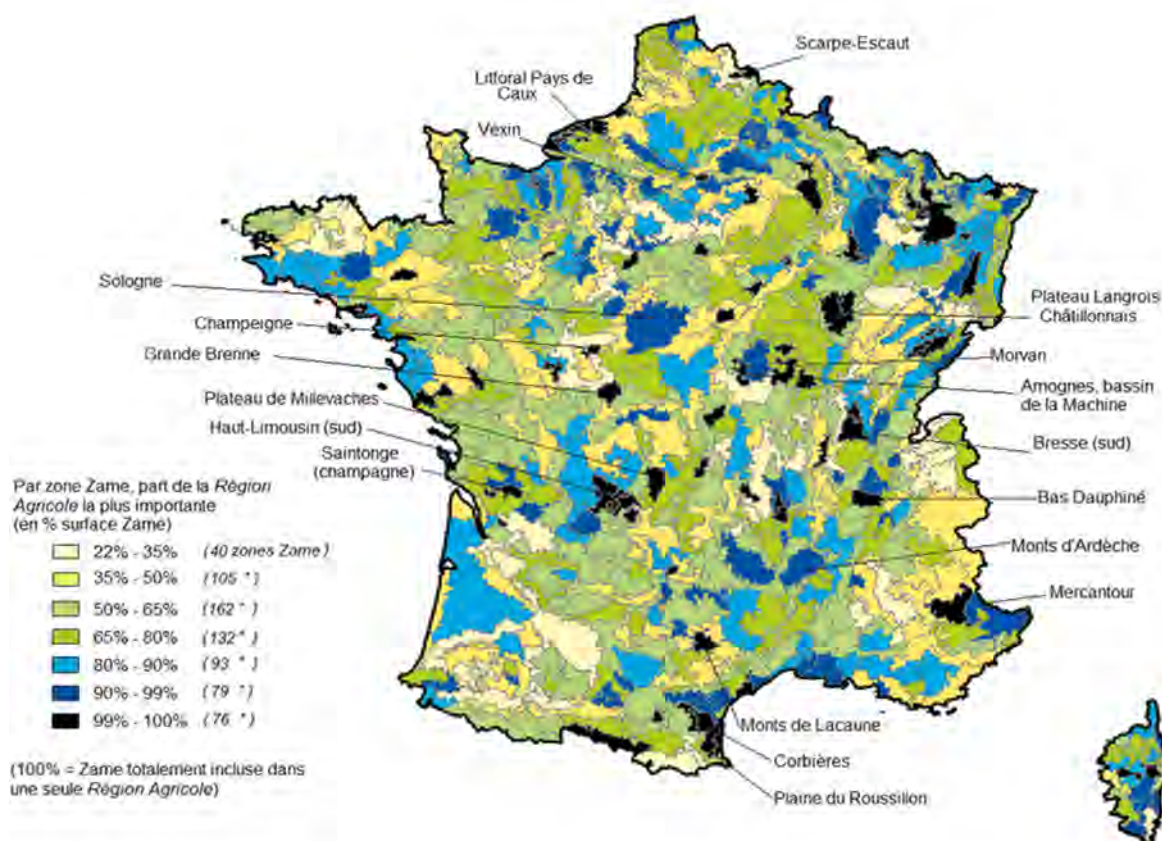 Scarpe-Escaut
Littoral Pays de
Caux
Véxin
Sologne
Champeigne
Grande Brenne
Plateau de Millevaches
Haut-Limousin (sud)
Saintonge
(champagne)
Plateau Langrois
Châtillonnais
Morvan
Amognes, bassin
de la Machine
Bresse (sud)
Bas Dauphiné
Monts d'Ardèche
Mercantour
Monts de Lacaune
Corbières
Plaine du Roussillon
Par zone Zame, part de la Région
Agricole la plus importante
(en % surface Zame)
22% - 35% (40 zones Zame)
35% - 50% (105 ")
50% - 65% (162 ")
65% - 80% (132 ")
80% - 90% (93 ")
90% - 99% (79 ")
99% - 100% (76 ")
(100% = Zame totalement incluse dans
une seule Région Agricole)